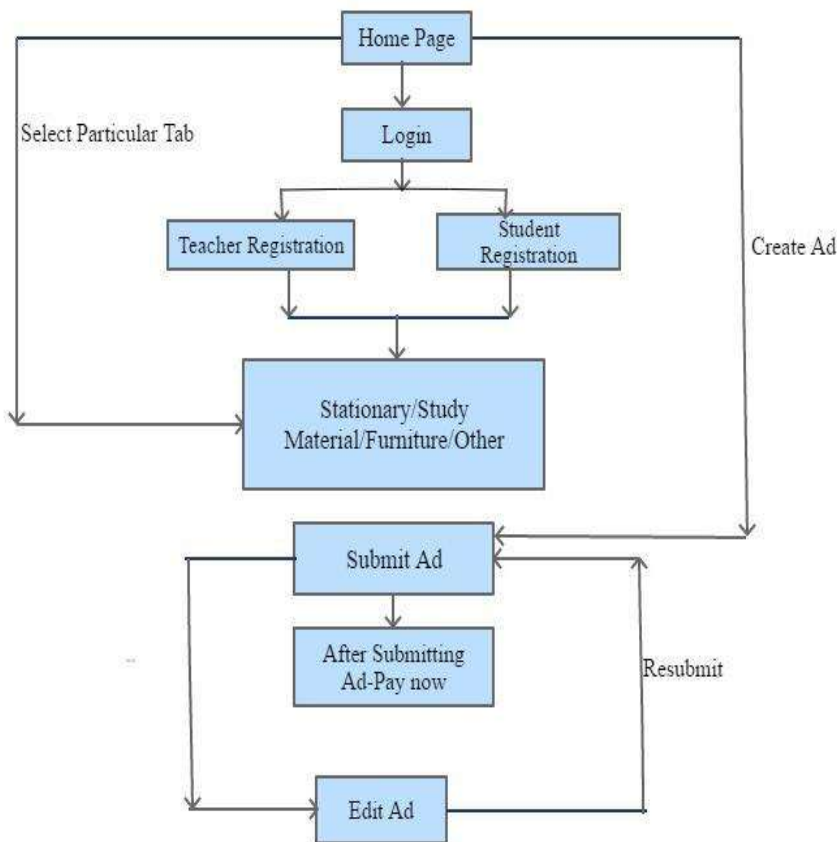 Home Page
Select Particular Tab
Login
Teacher Registration
Student
Registration
Create Ad
Stationary/Study
Material/Furniture/Other
Submit Ad
After Submitting
Ad-Pay now
Resubmit
Edit Ad